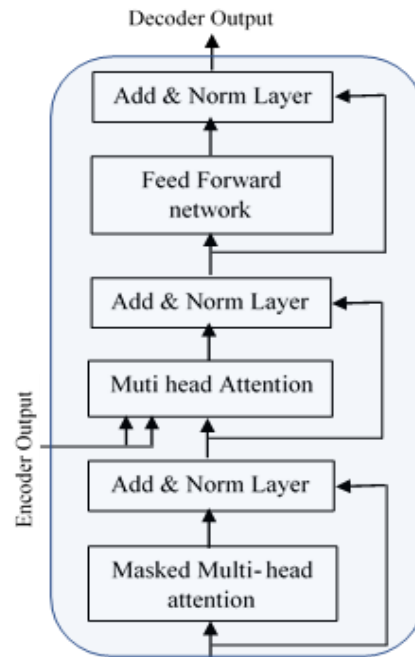 Decoder Output
Add & Norm Layer
Feed Forward
network
Add & Norm Layer
Muti head Attention
Encoder Output
Add & Norm Layer
Masked Multi-head
attention